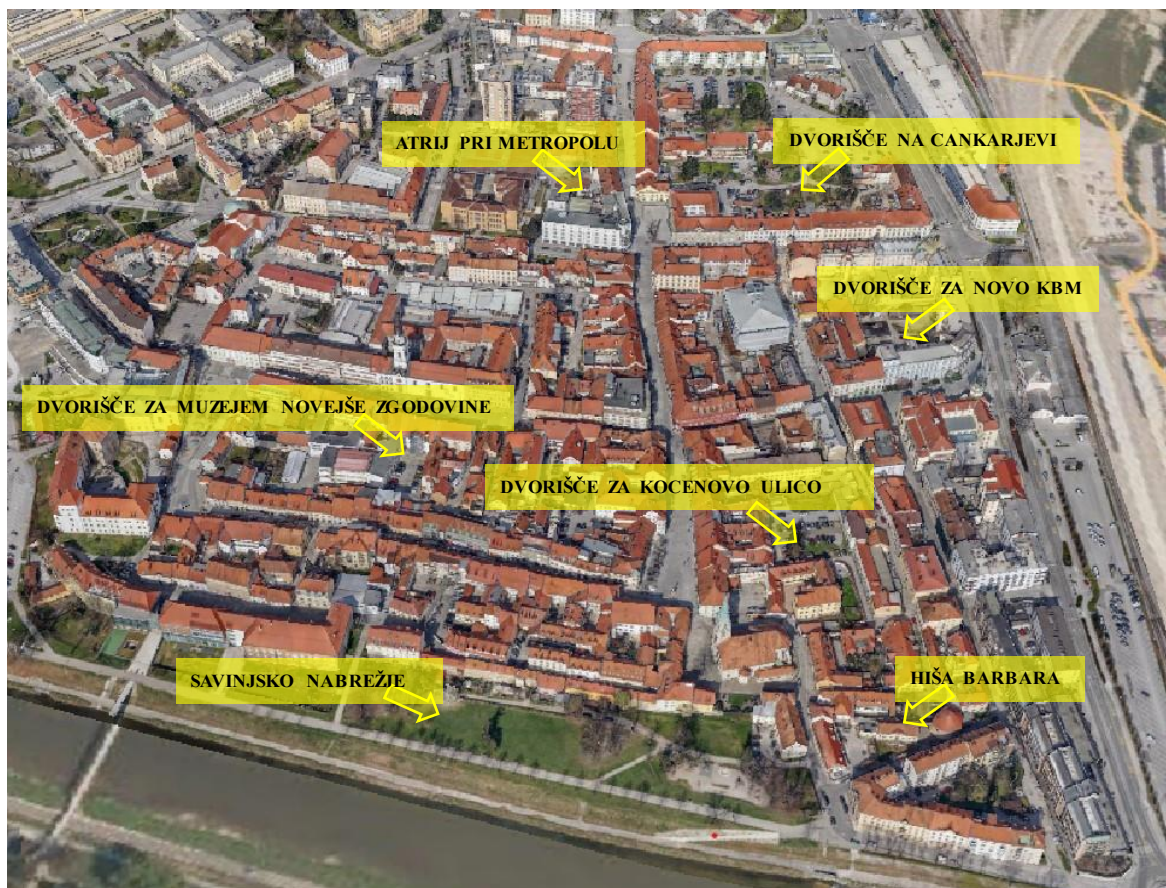 ATRIJ PRI METROPOLU
DVORIŠČE NA CANKARJEVI
DVORIŠČE ZA NOVO KBM
DVORIŠČE ZA MUZEJEM NOVEJŠE ZGODOVINE
DVORIŠČE ZA KOCENOVO ULICO
SAVINJSKO NABREŽJE
HIŠA BARBARA